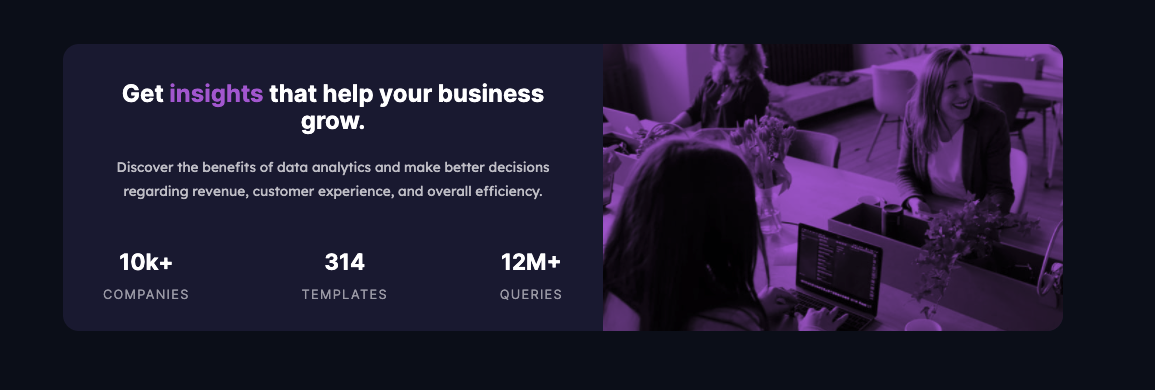 Get insights that help your business
grow.
Discover the benefits of data analytics and make better decisions
regarding revenue, customer experience, and overall efficiency.
10k+ 314 12M+
COMPANIES TEMPLATES QUERIES